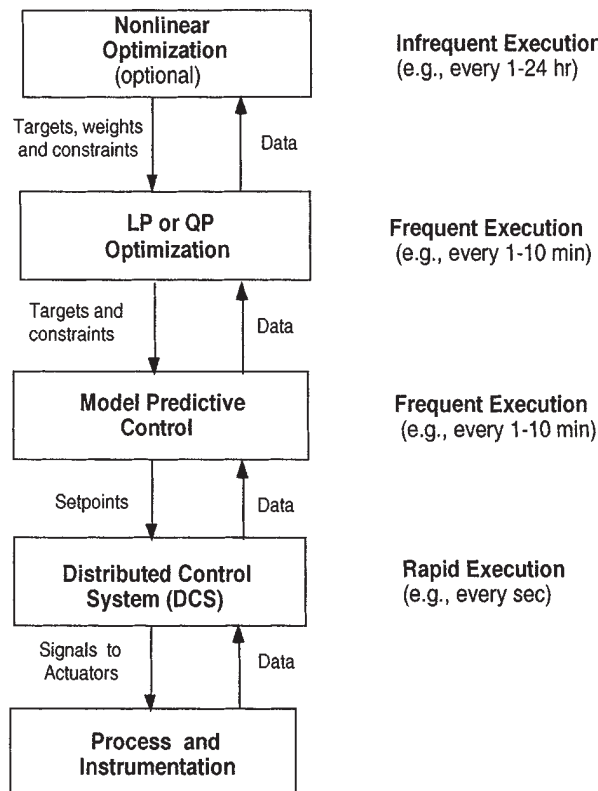 Nonlinear
Optimization
(optional)
Infrequent Execution
(e.g., every 1-24 hr)
Targets, weights
and constraints
Data
LP or QP
Optimization
Frequent Execution
(e.g., every 1-10 min)
Targets and
constraints
Data
Model Predictive
Control
Frequent Execution
(e.g., every 1-10 min)
Setpoints
Data
Distributed Control
System (DCS)
Rapid Execution
(e.g., every sec)
Signals to
Actuators
Data
Process and
Instrumentation